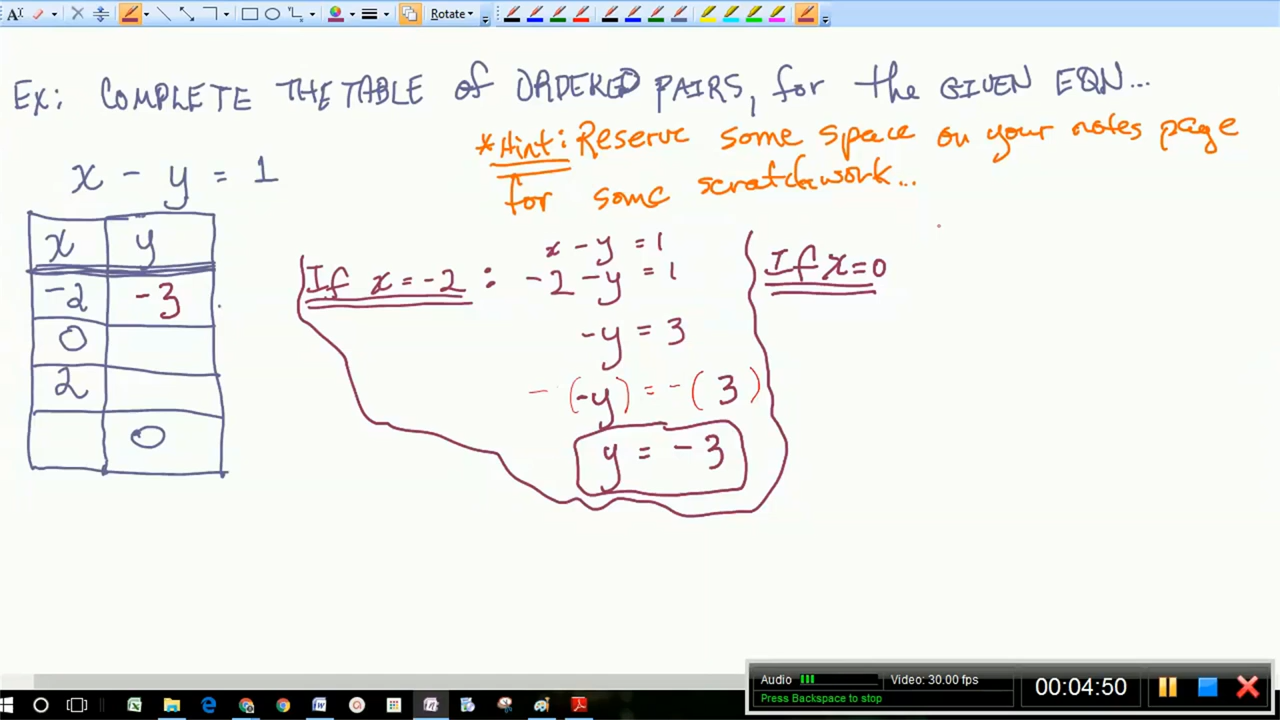 Rotate
Ex: COMPLETE THE TABLE of ORDERED PAIRS, for the GIVEN EQN...
*Hint: Reserve some space on your notes page
for some scratchwork...
x - y = 1
x y
-2 -3
0
2
0
If x = -2 :
x - y = 1
-2 - y = 1
-y = 3
-(-y) = -(3)
y = -3
If x = 0
Audio
Video: 30.00 fps
Press Backspace to stop
00:04:50